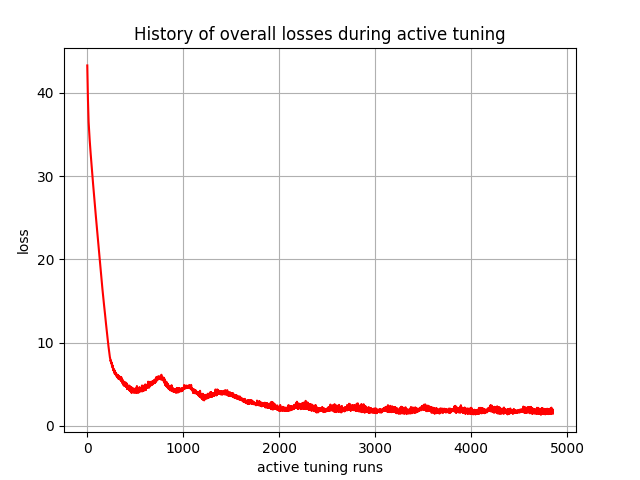 History of overall losses during active tuning
40
30
20
10
0
loss
0 1000 2000 3000 4000 5000
active tuning runs